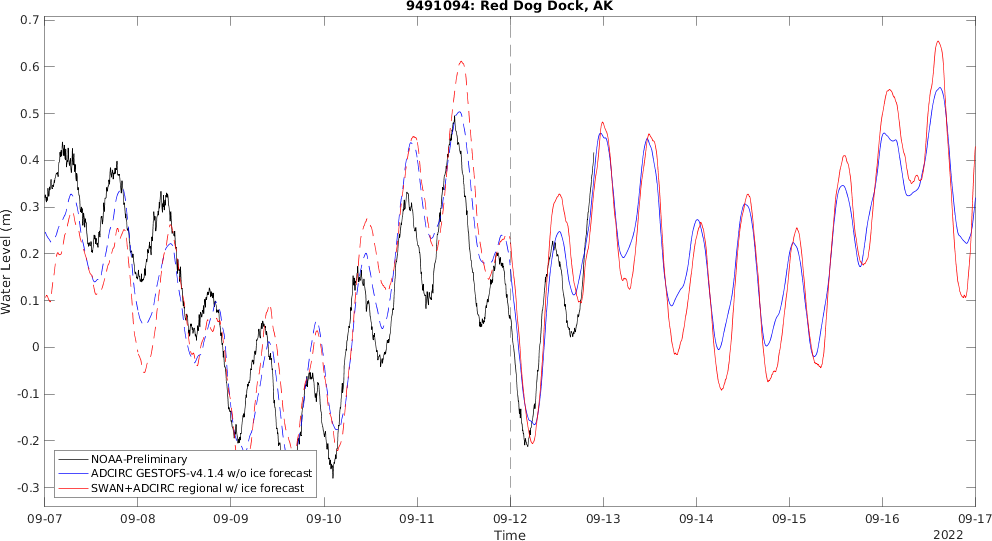 9491094: Red Dog Dock, AK
0.7
0.6
0.5
0.4
0.3
0.2
0.1
0
-0.1
-0.2
-0.3
Water Level (m)
NOAA-Preliminary
ADCIRC GESTOFS-v4.1.4 w/o ice forecast
SWAN+ADCIRC regional w/ ice forecast
09-07 09-08 09-09 09-10 09-11 09-12 09-13 09-14 09-15 09-16 09-17
Time
2022